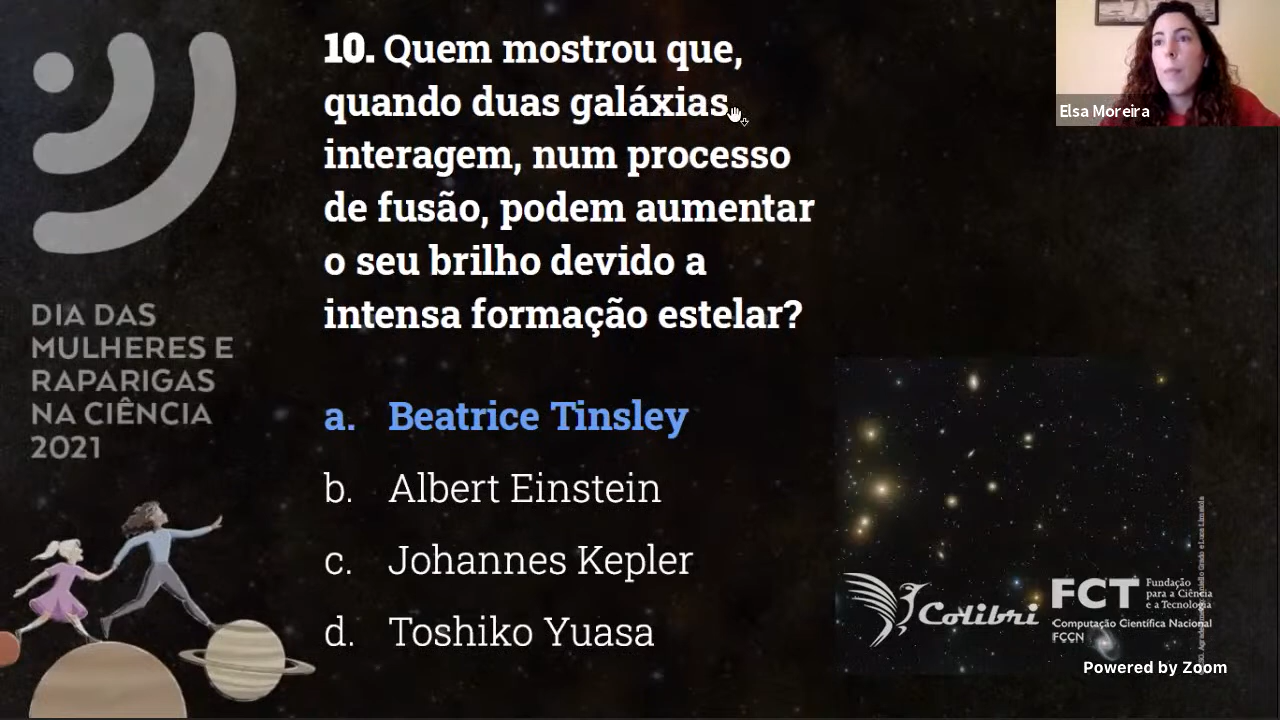 10. Quem mostrou que,
quando duas galáxias
interagem, num processo
de fusão, podem aumentar
o seu brilho devido a
intensa formação estelar?
a. Beatrice Tinsley
b. Albert Einstein
c. Johannes Kepler
d. Toshiko Yuasa
DIA DAS
MULHERES E
RAPARIGAS
NA CIÊNCIA
2021
Elsa Moreira
Colibri
FCT
Fundação
para a Ciência
e a Tecnologia
Computação Científica Nacional
FCCN
Powered by Zoom